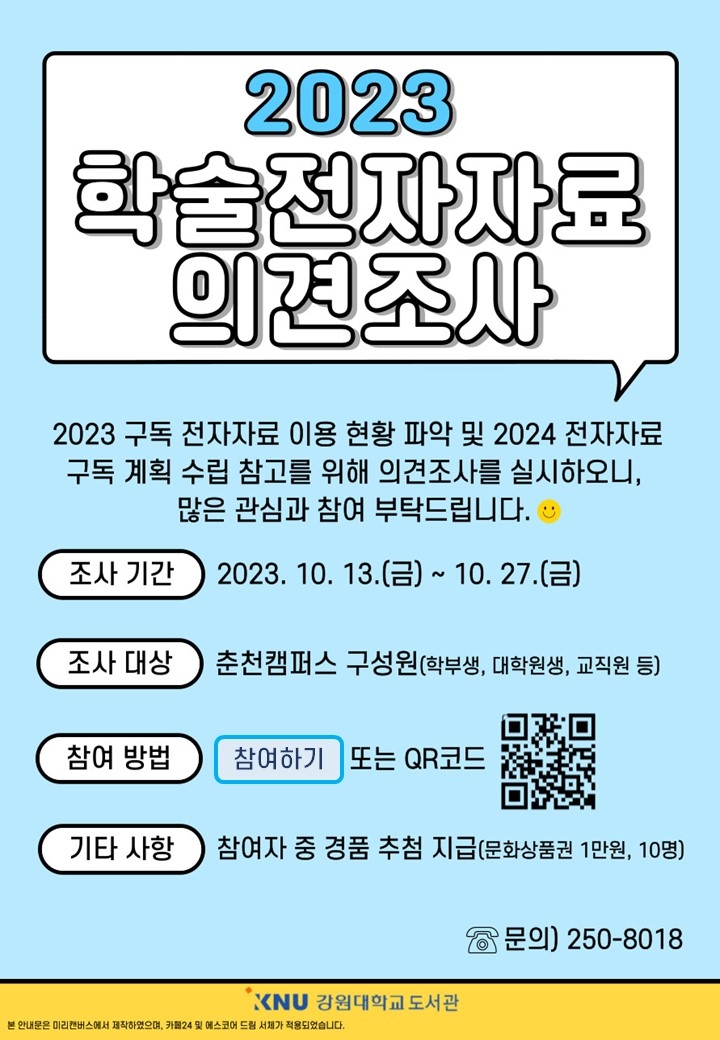 2023
학술전자자료
의견조사
2023 구독 전자자료 이용 현황 파악 및 2024 전자자료
구독 계획 수립 참고를 위해 의견조사를 실시하오니,
많은 관심과 참여 부탁드립니다.
조사 기간 2023. 10. 13.(금) ~ 10. 27.(금)
조사 대상 춘천캠퍼스 구성원(학부생, 대학원생, 교직원 등)
참여 방법 참여하기 또는 QR코드
기타 사항 참여자 중 경품 추첨 지급(문화상품권 1만원, 10명)
문의) 250-8018
KNU 강원대학교도서관
본 안내문은 미리캔버스에서 제작하였으며, 카페24 및 에스코어 드림 서체가 적용되었습니다.